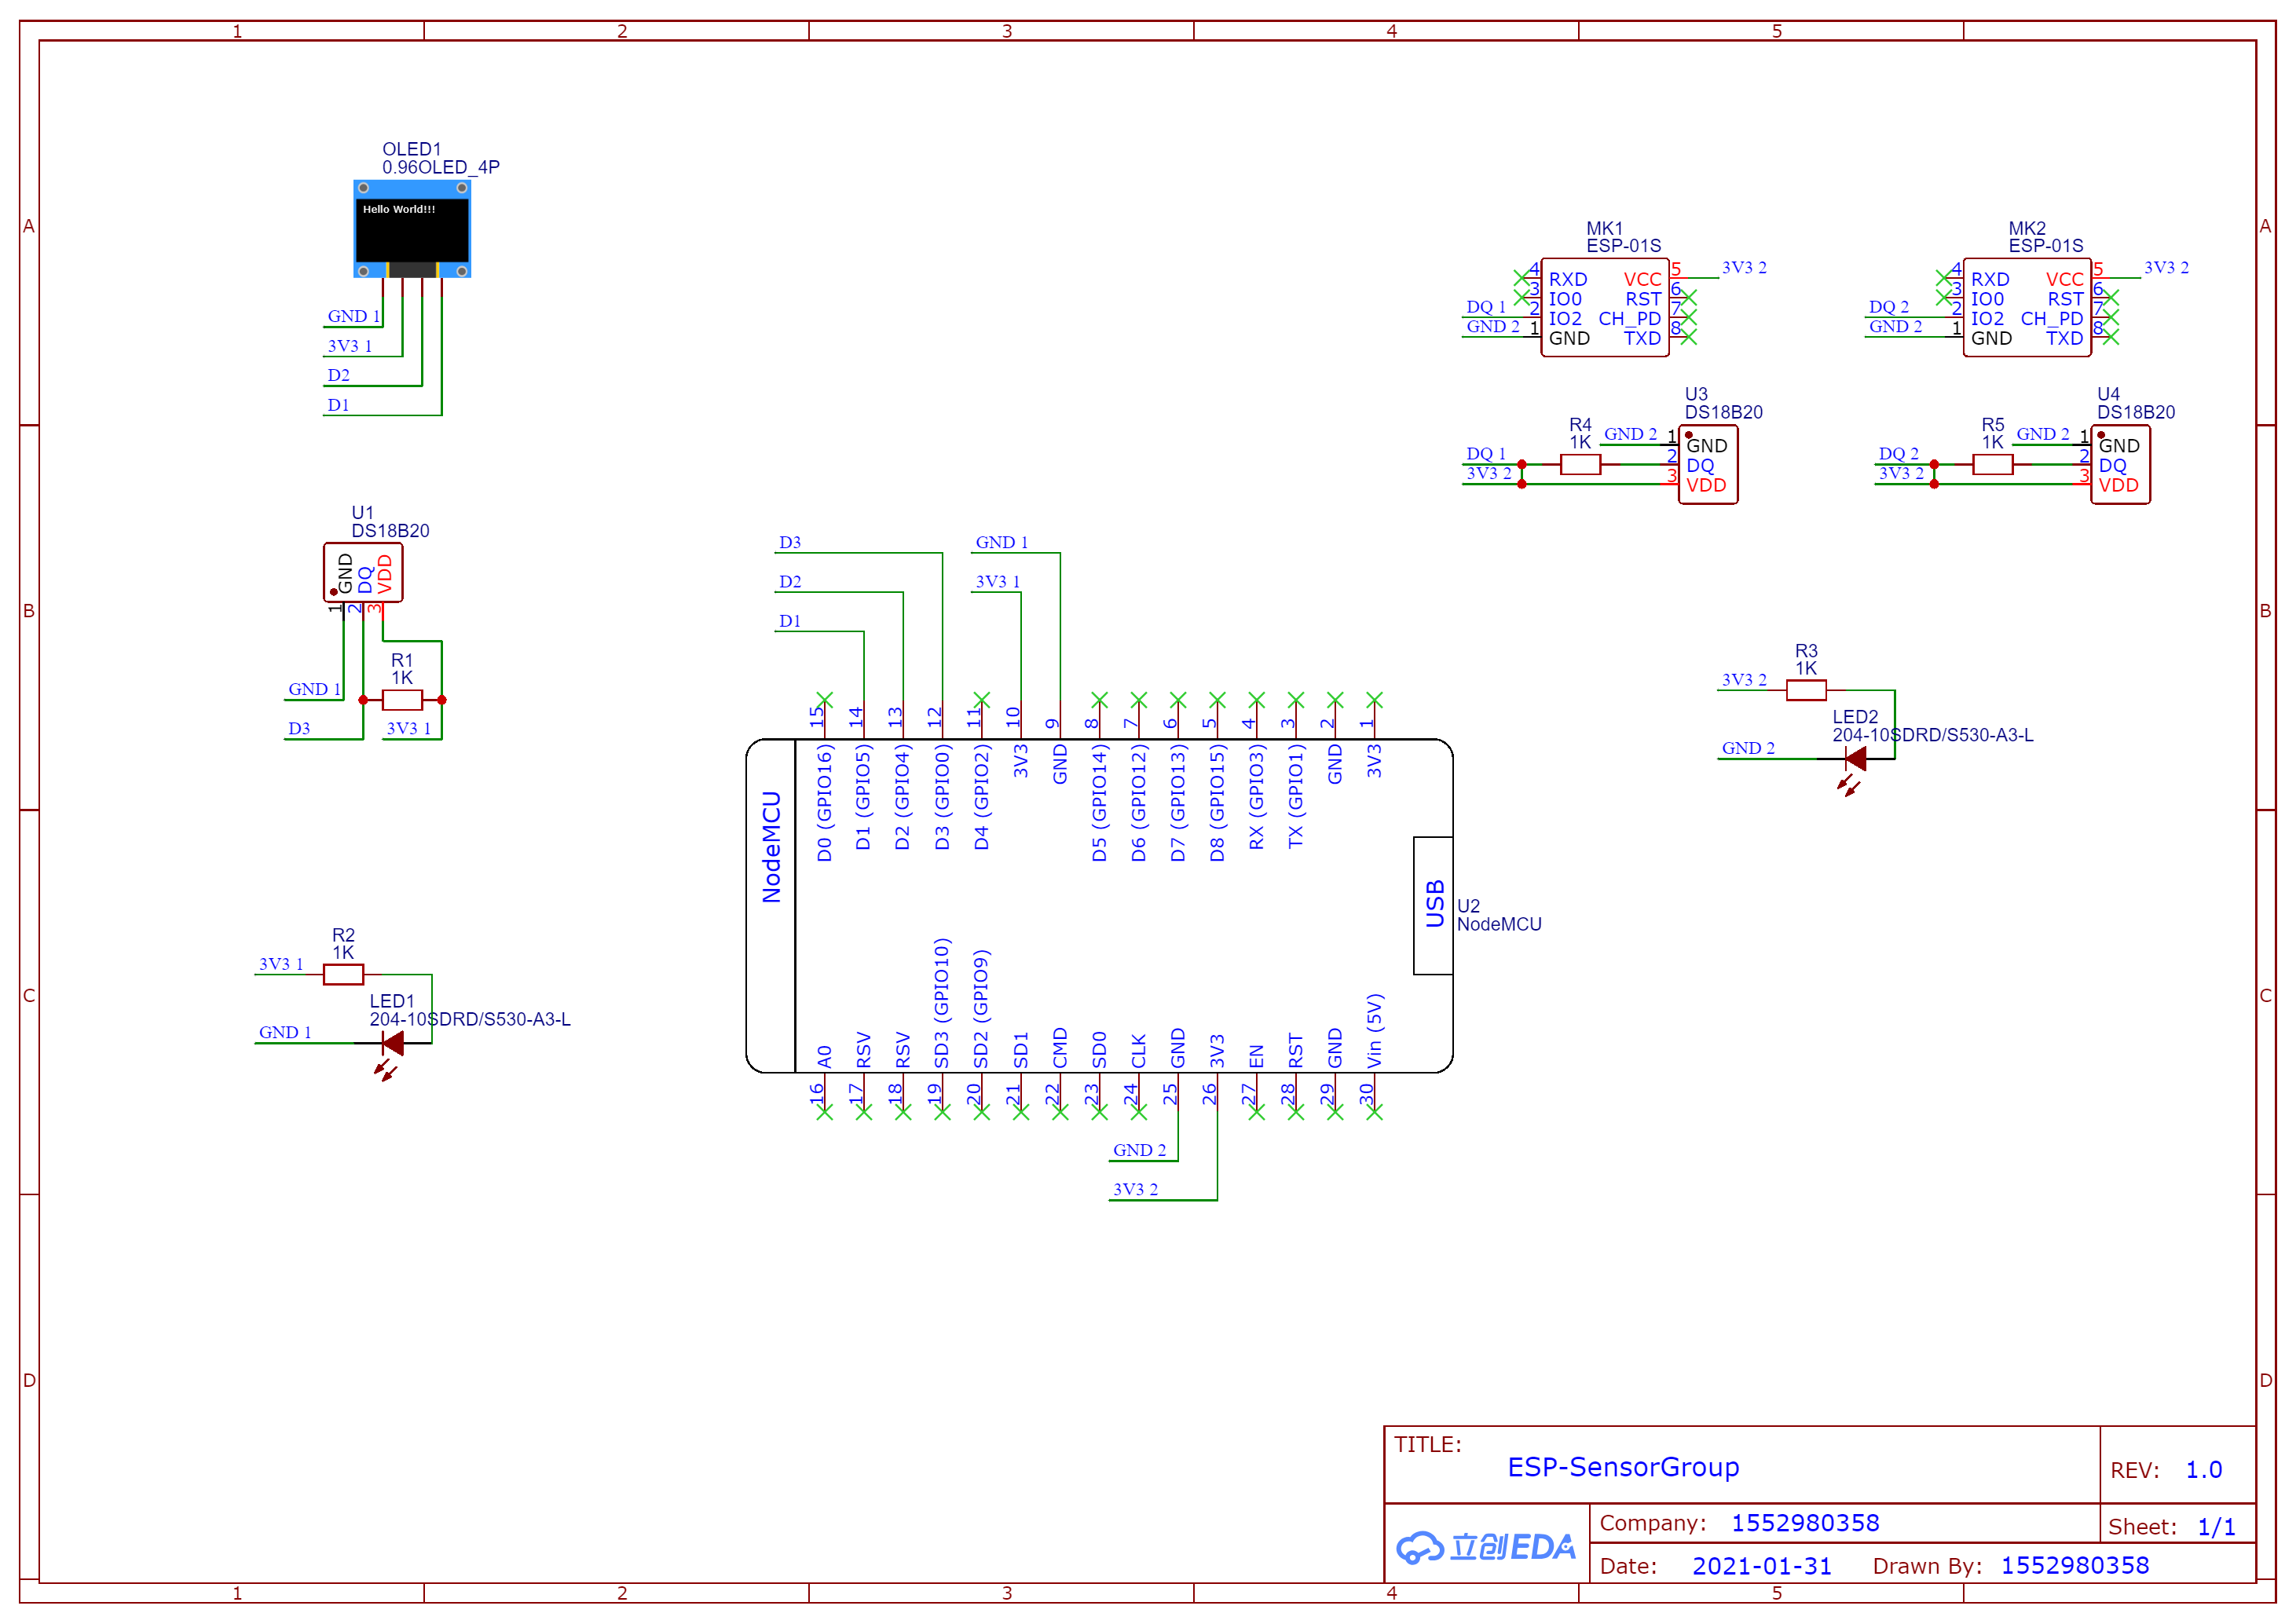 1 2 3 4 5
A
B
C
D
A
B
C
D
1 2 3 4 5
OLED1
0.96OLED_4P
Hello World!!!
GND 1
3V3 1
D2
D1
U1
DS18B20
GND
DQ
VDD
1
2
3
R1
1K
GND 1
D3
3V3 1
R2
1K
3V3 1
LED1
204-10SDRD/S530-A3-L
GND 1
D3
D2
D1
GND 1
3V3 1
15
14
13
12
11
10
9
8
7
6
5
4
3
2
1
D0 (GPIO16)
D1 (GPIO5)
D2 (GPIO4)
D3 (GPIO0)
D4 (GPIO2)
3V3
GND
D5 (GPIO14)
D6 (GPIO12)
D7 (GPIO13)
D8 (GPIO15)
RX (GPIO3)
TX (GPIO1)
GND
3V3
NodeMCU
USB
U2
NodeMCU
A0
RSV
RSV
SD3 (GPIO10)
SD2 (GPIO9)
SD1
CMD
SD0
CLK
GND
3V3
EN
RST
GND
Vin (5V)
16
17
18
19
20
21
22
23
24
25
26
27
28
29
30
GND 2
3V3 2
MK1
ESP-01S
4 RXD VCC 5 3V3 2
3 IO0 RST 6
DQ 1 2 IO2 CH_PD 7
GND 2 1 GND TXD 8
MK2
ESP-01S
4 RXD VCC 5 3V3 2
3 IO0 RST 6
DQ 2 2 IO2 CH_PD 7
GND 2 1 GND TXD 8
U3
DS18B20
R4
1K
GND 2 1 GND
DQ 1 2 DQ
3V3 2 3 VDD
U4
DS18B20
R5
1K
GND 2 1 GND
DQ 2 2 DQ
3V3 2 3 VDD
R3
1K
3V3 2
LED2
204-10SDRD/S530-A3-L
GND 2
TITLE:
ESP-SensorGroup
REV: 1.0
立创EDA
Company: 1552980358
Sheet: 1/1
Date: 2021-01-31 Drawn By: 1552980358